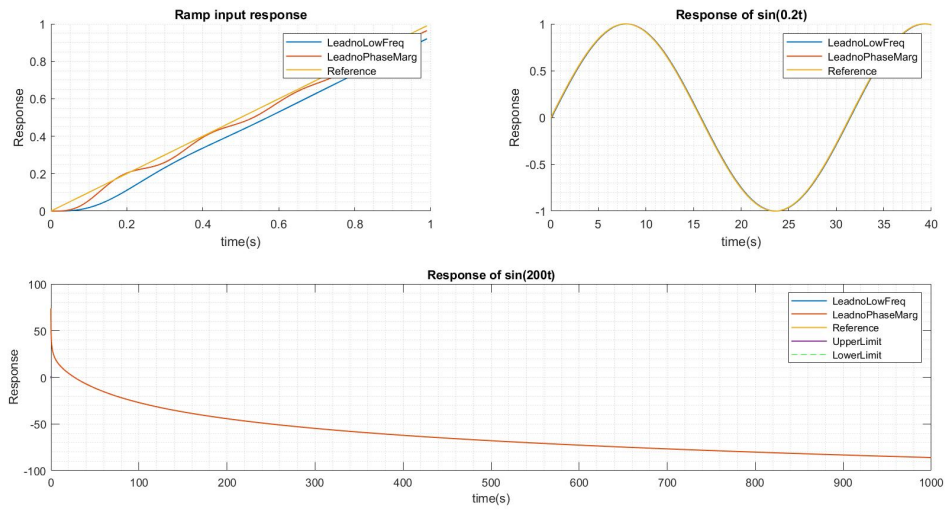 Ramp input response
1
0.8
0.6
0.4
0.2
0
Response
0
0.2
0.4
0.6
0.8
1
time(s)
LeadnoLowFreq
LeadnoPhaseMarg
Reference
Response of sin(0.2t)
1
0.5
0
-0.5
-1
Response
0
5
10
15
20
25
30
35
40
time(s)
LeadnoLowFreq
LeadnoPhaseMarg
Reference
Response of sin(200t)
100
50
0
-50
-100
Response
0
100
200
300
400
500
600
700
800
900
1000
time(s)
LeadnoLowFreq
LeadnoPhaseMarg
Reference
UpperLimit
LowerLimit